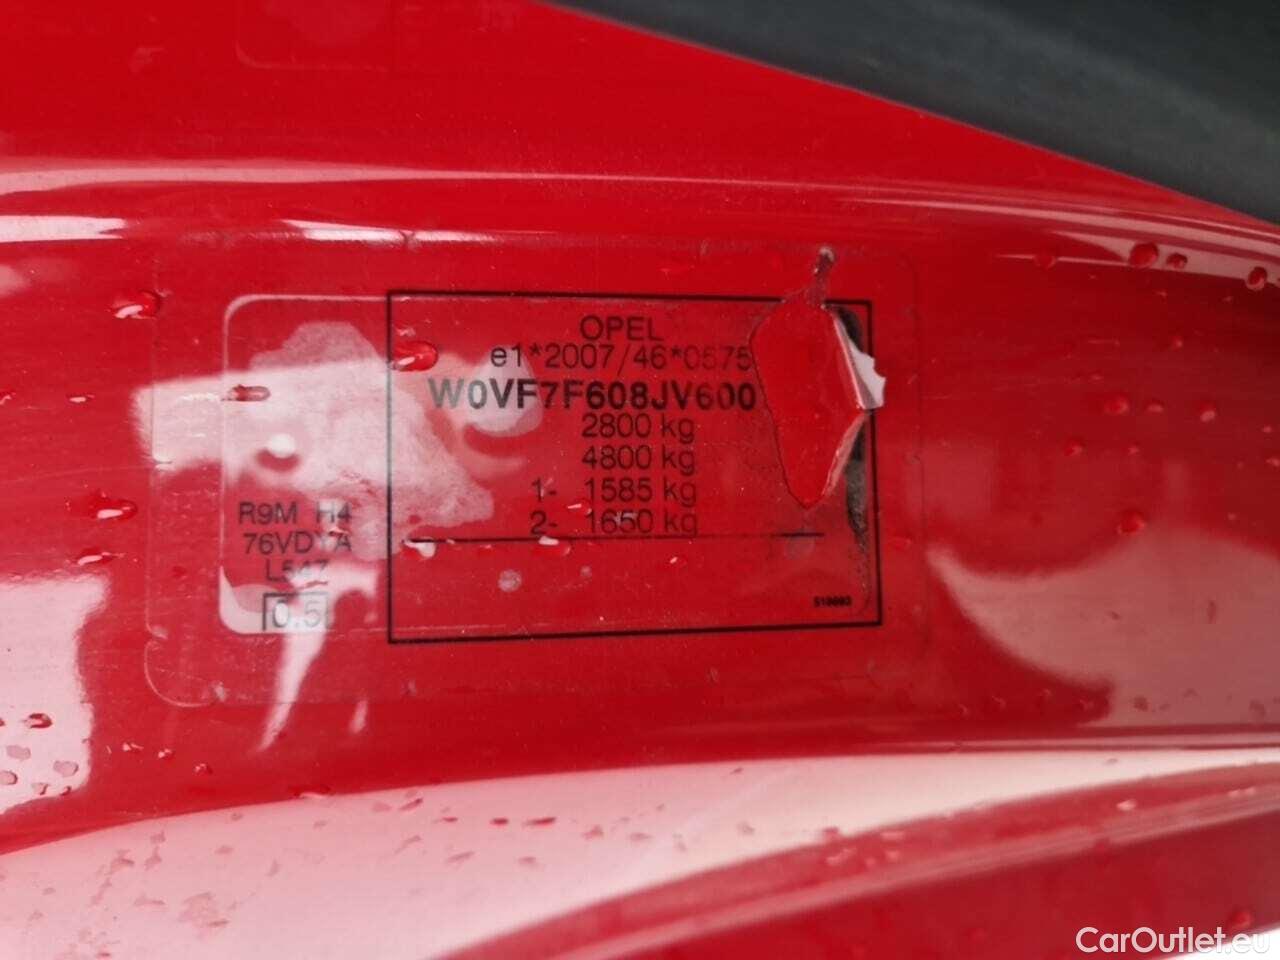 OPEL
e1*2007/46*0575
W0VF7F608JV600
2800 kg
4800 kg
1- 1585 kg
2- 1650 kg
R9M H4
76VDYA
L547
0.5
CarOutlet.eu